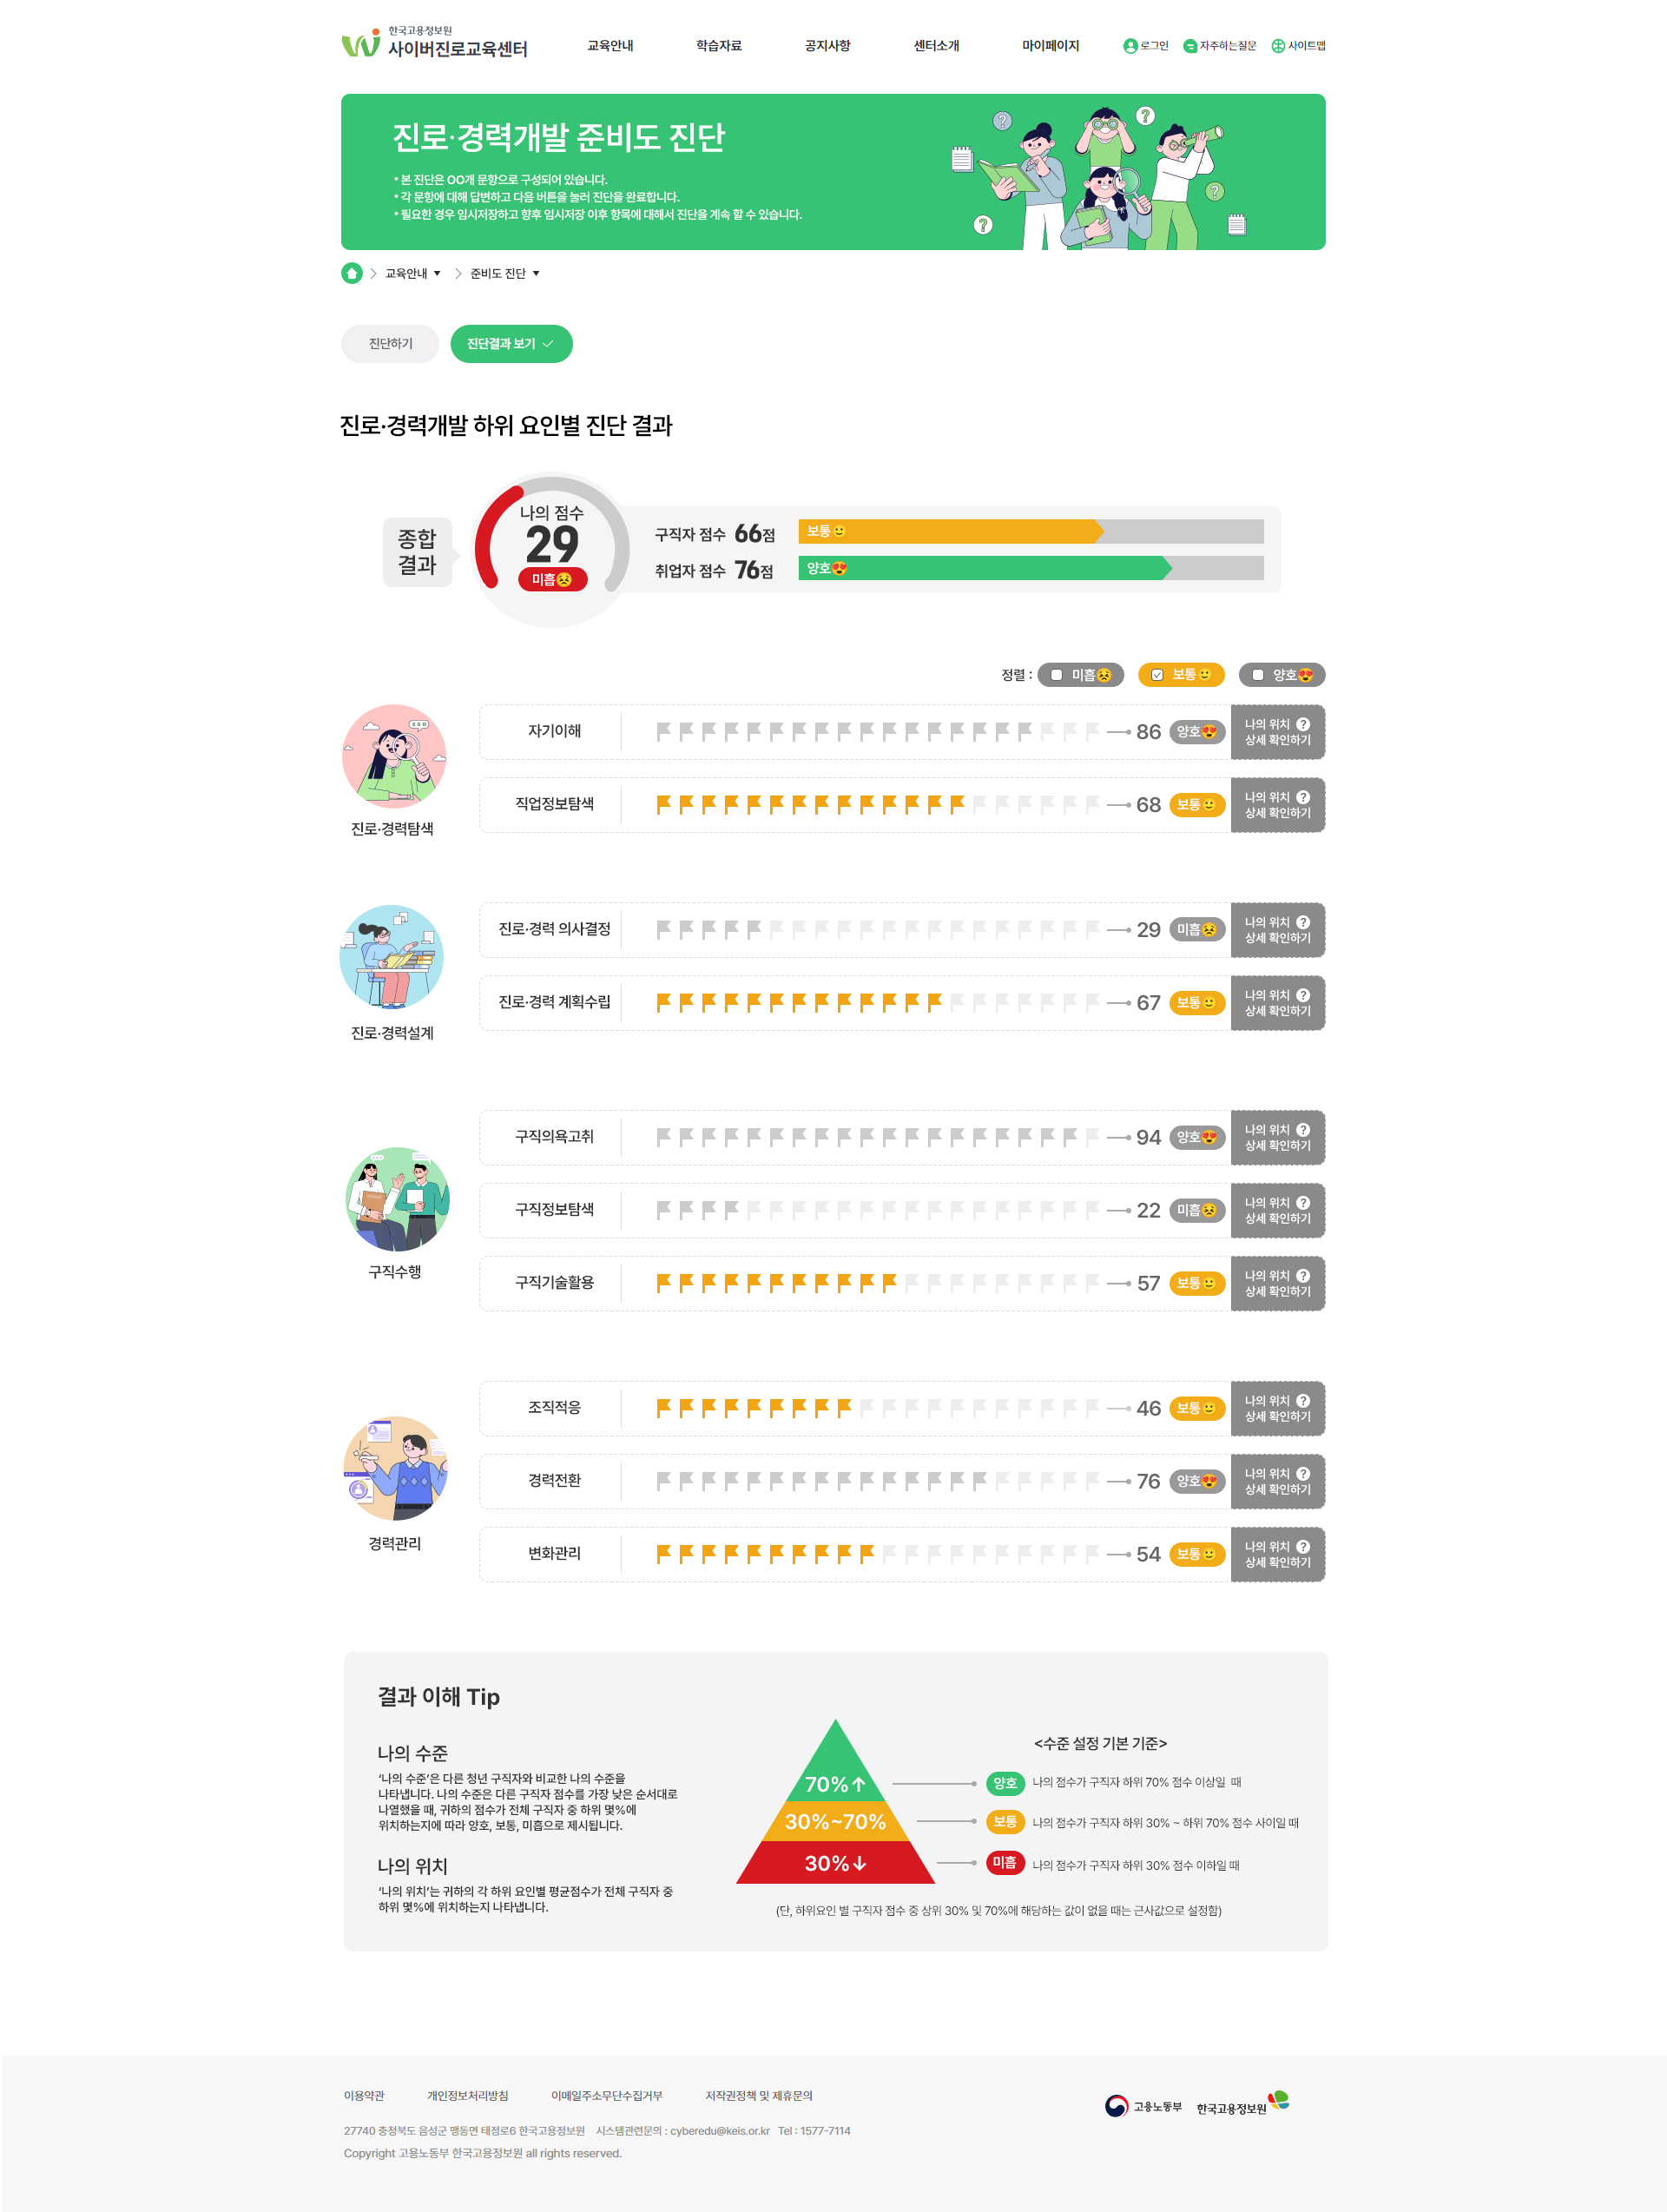 한국고용정보원
사이버진로교육센터
교육안내
학습자료
공지사항
센터소개
마이페이지
로그인
자주하는질문
사이트맵
진로·경력개발 준비도 진단
* 본 진단은 OO개 문항으로 구성되어 있습니다.
* 각 문항에 대해 답변하고 다음 버튼을 눌러 진단을 완료합니다.
* 필요한 경우 임시저장하고 향후 임시저장 이후 항목에 대해서 진단을 계속 할 수 있습니다.
교육안내
준비도 진단
진단하기
진단결과 보기
진로·경력개발 하위 요인별 진단 결과
종합
결과
나의 점수
29
미흡
구직자 점수 66점
보통
취업자 점수 76점
양호
정렬 :
미흡
보통
양호
자기이해
86
양호
나의 위치 ?
상세 확인하기
직업정보탐색
68
보통
나의 위치 ?
상세 확인하기
진로·경력탐색
진로·경력 의사결정
29
미흡
나의 위치 ?
상세 확인하기
진로·경력 계획수립
67
보통
나의 위치 ?
상세 확인하기
진로·경력설계
구직의욕고취
94
양호
나의 위치 ?
상세 확인하기
구직정보탐색
22
미흡
나의 위치 ?
상세 확인하기
구직기술활용
57
보통
나의 위치 ?
상세 확인하기
구직수행
조직적응
46
보통
나의 위치 ?
상세 확인하기
경력전환
76
양호
나의 위치 ?
상세 확인하기
변화관리
54
보통
나의 위치 ?
상세 확인하기
경력관리
결과 이해 Tip
나의 수준
‘나의 수준’은 다른 청년 구직자와 비교한 나의 수준을
나타냅니다. 나의 수준은 다른 구직자 점수를 가장 낮은 순서대로
나열했을 때, 귀하의 점수가 전체 구직자 중 하위 몇%에
위치하는지에 따라 양호, 보통, 미흡으로 제시됩니다.
나의 위치
‘나의 위치’는 귀하의 각 하위 요인별 평균점수가 전체 구직자 중
하위 몇%에 위치하는지 나타냅니다.
<수준 설정 기본 기준>
70%↑
양호
나의 점수가 구직자 하위 70% 점수 이상일 때
30%~70%
보통
나의 점수가 구직자 하위 30% ~ 하위 70% 점수 사이일 때
30%↓
미흡
나의 점수가 구직자 하위 30% 점수 이하일 때
(단, 하위요인 별 구직자 점수 중 상위 30% 및 70%에 해당하는 값이 없을 때는 근사값으로 설정함)
이용약관
개인정보처리방침
이메일주소무단수집거부
저작권정책 및 제휴문의
27740 충청북도 음성군 맹동면 태정로6 한국고용정보원 시스템관련문의 : cyberedu@keis.or.kr Tel : 1577-7114
Copyright 고용노동부 한국고용정보원 all rights reserved.
고용노동부
한국고용정보원